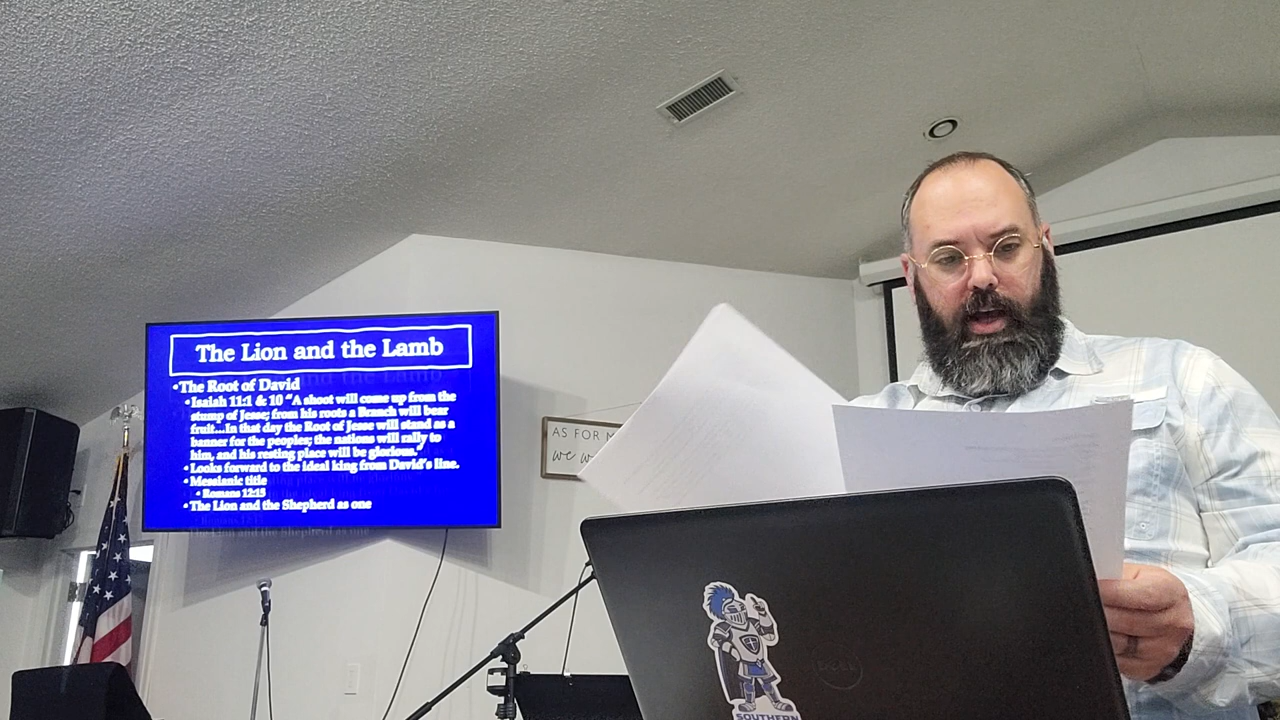 The Lion and the Lamb
•The Root of David
•Isaiah 11:1 & 10 “A shoot will come up from the
stump of Jesse; from his roots a Branch will bear
fruit...In that day the Root of Jesse will stand as a
banner for the peoples; the nations will rally to
him, and his resting place will be glorious.”
•Looks forward to the ideal king from David's line.
•Messianic title
•Romans 12:15
•The Lion and the Shepherd as one
AS FOR
we
DELL
SOUTHERN